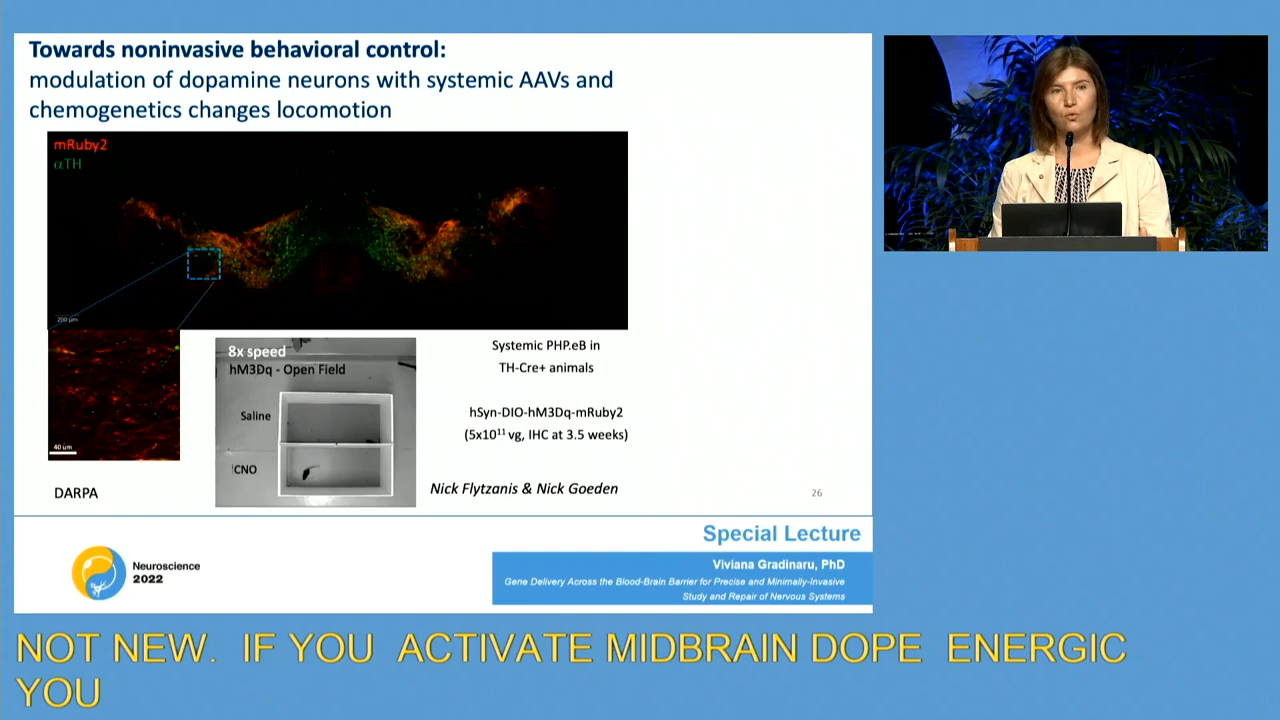 Towards noninvasive behavioral control:
modulation of dopamine neurons with systemic AAVs and
chemogenetics changes locomotion
mRuby2
αTH
200 µm
40 um
8x speed
hM3Dq - Open Field
Saline
CNO
Systemic PHP.eB in
TH-Cre+ animals
hSyn-DIO-hM3Dq-mRuby2
(5x10¹¹ vg, IHC at 3.5 weeks)
DARPA
Nick Flytzanis & Nick Goeden
26
Special Lecture
Neuroscience
2022
Viviana Gradinaru, PhD
Gene Delivery Across the Blood-Brain Barrier for Precise and Minimally-Invasive
Study and Repair of Nervous Systems
NOT NEW. IF YOU ACTIVATE MIDBRAIN DOPE ENERGIC
YOU